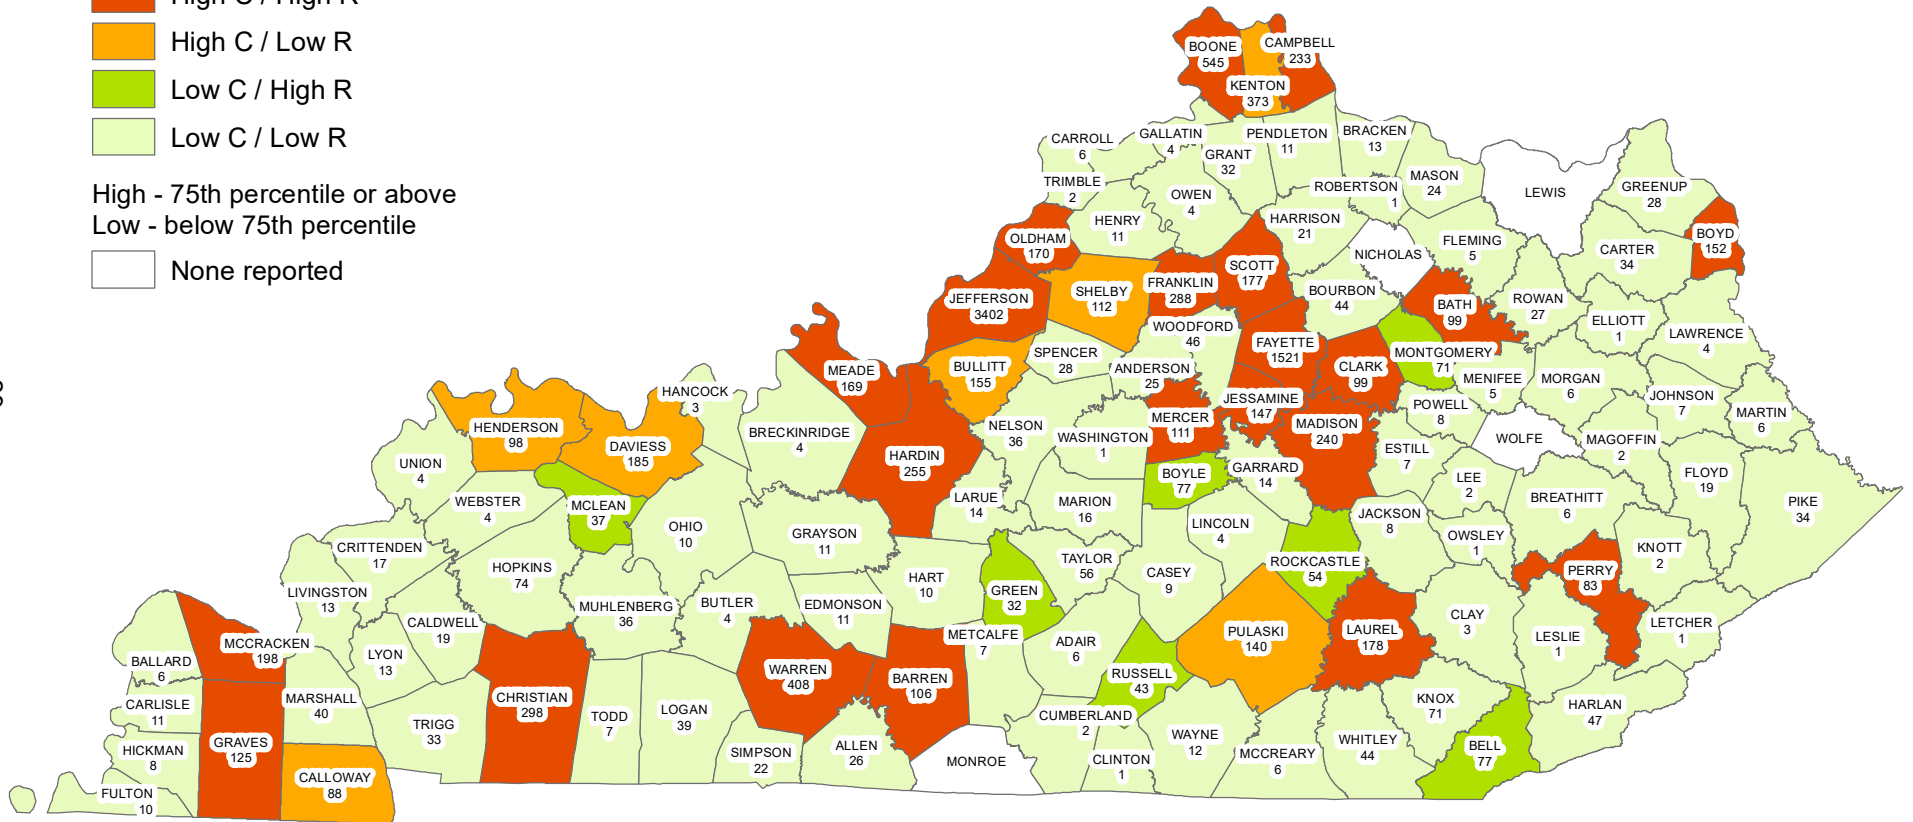 High C / High R
High C / Low R
Low C / High R
Low C / Low R
High - 75th percentile or above
Low - below 75th percentile
None reported
BOONE
545
CAMPBELL
233
KENTON
373
CARROLL
6
GALLATIN
4
PENDLETON
11
BRACKEN
13
GRANT
32
TRIMBLE
2
OWEN
4
ROBERTSON
1
MASON
24
LEWIS
GREENUP
28
HENRY
11
HARRISON
21
OLDHAM
170
FLEMING
5
CARTER
34
BOYD
152
NICHOLAS
SCOTT
177
JEFFERSON
3402
SHELBY
112
FRANKLIN
288
BOURBON
44
BATH
99
ROWAN
27
ELLIOTT
1
LAWRENCE
4
WOODFORD
46
FAYETTE
1521
SPENCER
28
MONTGOMERY
71
MEADE
169
BULLITT
155
ANDERSON
25
CLARK
99
MENIFEE
5
MORGAN
6
JOHNSON
7
MARTIN
6
HANCOCK
3
JESSAMINE
147
POWELL
8
HENDERSON
98
DAVIESS
185
BRECKINRIDGE
4
NELSON
36
WASHINGTON
1
MERCER
111
MADISON
240
WOLFE
MAGOFFIN
2
ESTILL
7
UNION
4
HARDIN
255
BOYLE
77
GARRARD
14
LEE
2
FLOYD
19
WEBSTER
4
MCLEAN
37
LARUE
14
MARION
16
BREATHITT
6
PIKE
34
OHIO
10
GRAYSON
11
LINCOLN
4
JACKSON
8
OWSLEY
1
KNOTT
2
CRITTENDEN
17
HOPKINS
74
TAYLOR
56
CASEY
9
ROCKCASTLE
54
PERRY
83
HART
10
GREEN
32
LIVINGSTON
13
MUHLENBERG
36
BUTLER
4
EDMONSON
11
CALDWELL
19
CLAY
3
LESLIE
1
LETCHER
1
MCCRACKEN
198
LYON
13
METCALFE
7
ADAIR
6
PULASKI
140
LAUREL
178
BALLARD
6
WARREN
408
BARREN
106
RUSSELL
43
CARLISLE
11
MARSHALL
40
CHRISTIAN
298
TODD
7
LOGAN
39
KNOX
71
HARLAN
47
TRIGG
33
CUMBERLAND
2
HICKMAN
8
GRAVES
125
SIMPSON
22
ALLEN
26
MONROE
CLINTON
1
WAYNE
12
MCCREARY
6
WHITLEY
44
BELL
77
CALLOWAY
88
FULTON
10